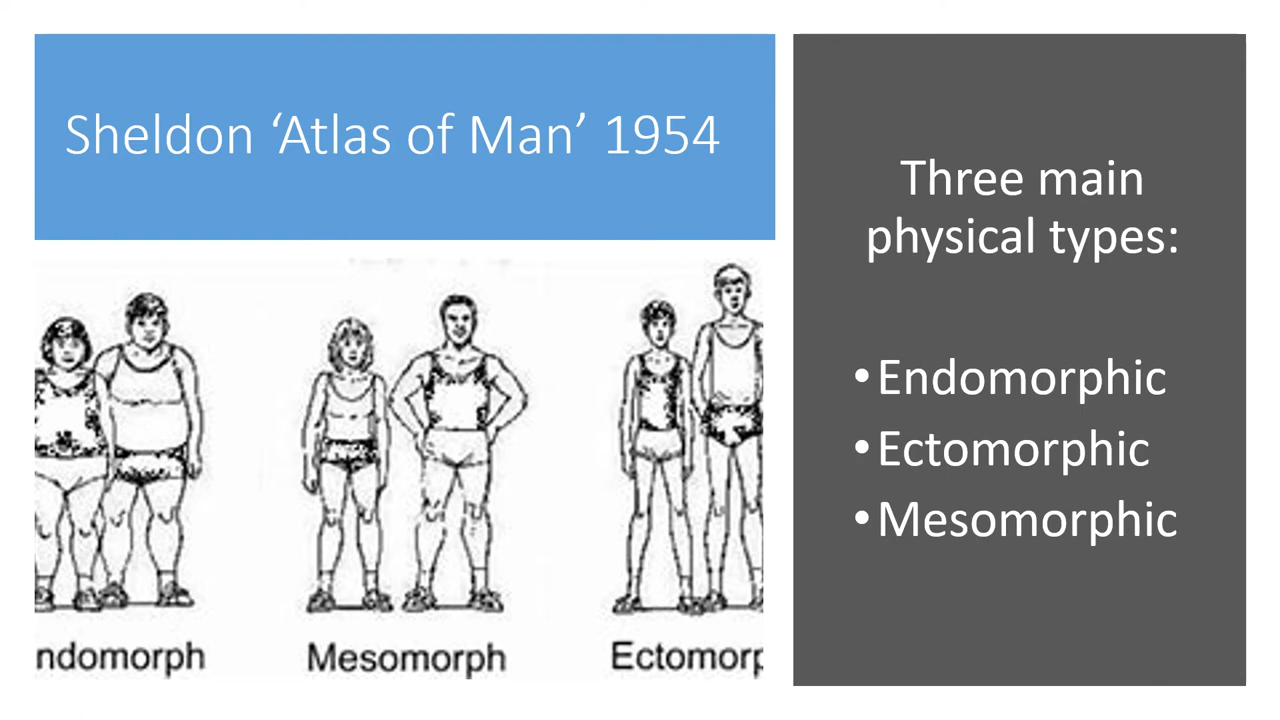 Sheldon ‘Atlas of Man’ 1954
Three main
physical types:
•Endomorphic
•Ectomorphic
•Mesomorphic
ndomorph
Mesomorph
Ectomorp